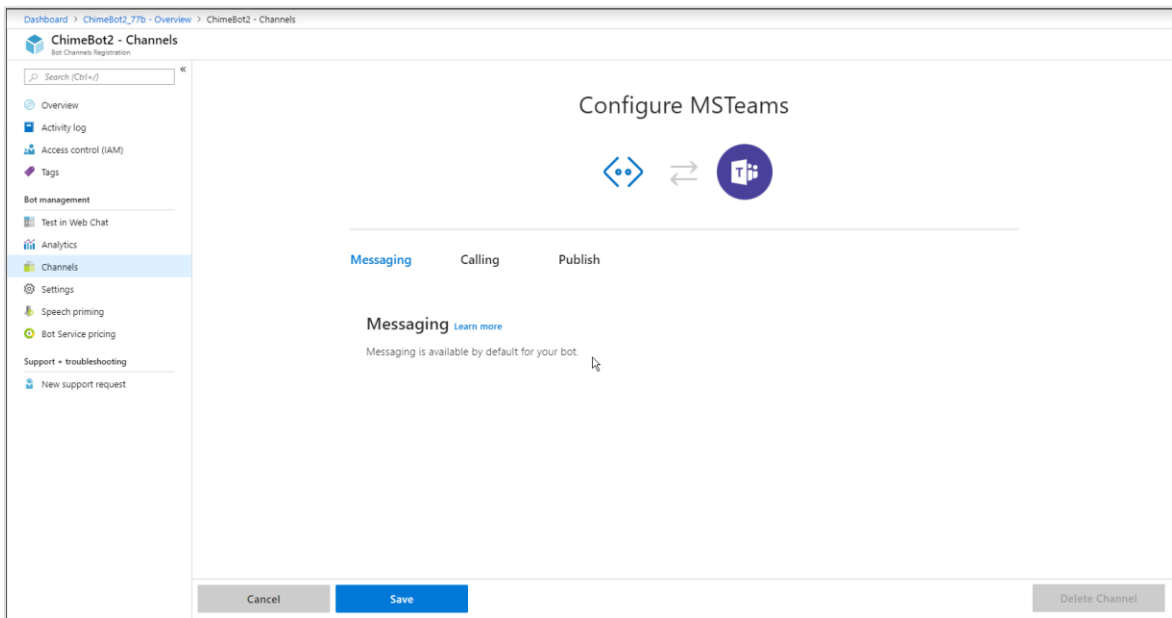 Dashboard > ChimeBot2_77b - Overview > ChimeBot2 - Channels
ChimeBot2 - Channels
Bot Channels Registration
Search (Ctrl+/)
«
Overview
Activity log
Access control (IAM)
Tags
Bot management
Test in Web Chat
Analytics
Channels
Settings
Speech priming
Bot Service pricing
Support + troubleshooting
New support request
Configure MSTeams
T
Messaging Calling Publish
Messaging Learn more
Messaging is available by default for your bot.
Cancel Save Delete Channel